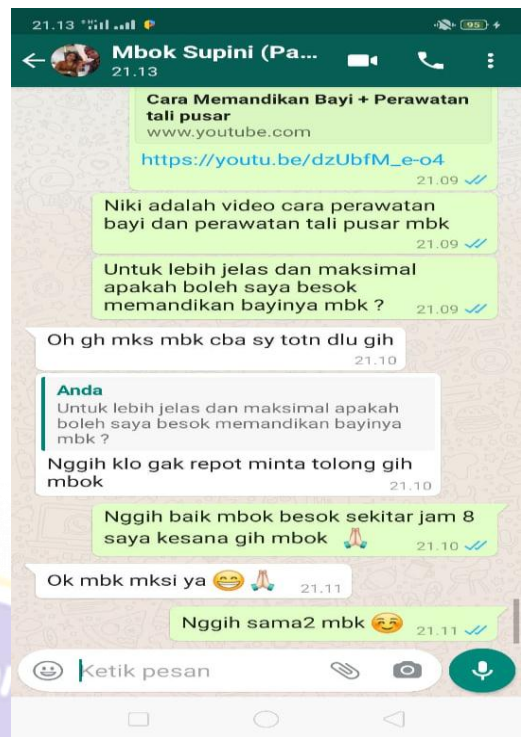 21.13
95
Mbok Supini (Pa...
21.13
Cara Memandikan Bayi + Perawatan
tali pusar
www.youtube.com
https://youtu.be/dzUbfM_e-o4
21.09
Niki adalah video cara perawatan
bayi dan perawatan tali pusar mbk
21.09
Untuk lebih jelas dan maksimal
apakah boleh saya besok
memandikan bayinya mbk ?
21.09
Oh gh mks mbk cba sy totn dlu gih
21.10
Anda
Untuk lebih jelas dan maksimal apakah
boleh saya besok memandikan bayinya
mbk ?
Nggih klo gak repot minta tolong gih
mbok
21.10
Nggih baik mbok besok sekitar jam 8
saya kesana gih mbok 🙏
21.10
Ok mbk mksi ya 😁🙏
21.11
Nggih sama2 mbk ☺️
21.11
Ketik pesan